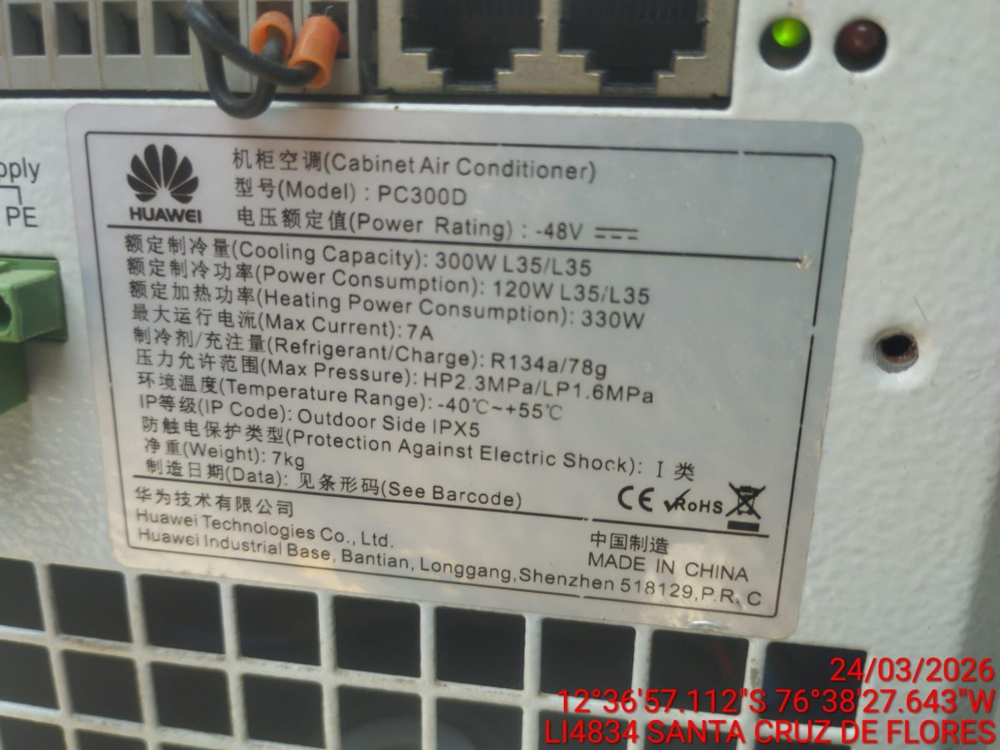 pply
PE
HUAWEI
机柜空调(Cabinet Air Conditioner)
型号(Model) : PC300D
电压额定值(Power Rating) : -48V
额定制冷量(Cooling Capacity): 300W L35/L35
额定制冷功率(Power Consumption): 120W L35/L35
额定加热功率(Heating Power Consumption): 330W
最大运行电流(Max Current): 7A
制冷剂/充注量(Refrigerant/Charge): R134a/78g
压力允许范围(Max Pressure): HP2.3MPa/LP1.6MPa
环境温度(Temperature Range): -40℃~+55℃
IP等级(IP Code): Outdoor Side IPX5
防触电保护类型(Protection Against Electric Shock): I 类
净重(Weight): 7kg
制造日期(Data): 见条形码(See Barcode)
CE RoHS
华为技术有限公司
Huawei Technologies Co., Ltd.
Huawei Industrial Base, Bantian, Longgang,Shenzhen 518129,P.R. C
中国制造
MADE IN CHINA
24/03/2026
12°36'57.112"S 76°38'27.643"W
LI4834 SANTA CRUZ DE FLORES